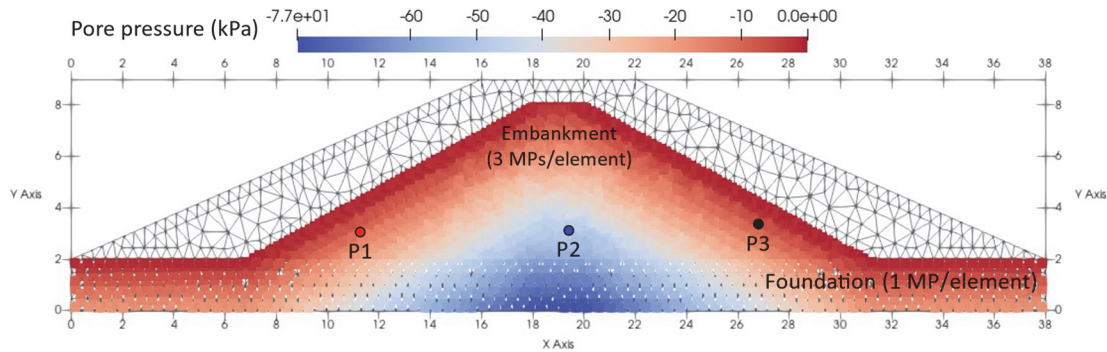 Pore pressure (kPa)
-7.7e+01 -60 -50 -40 -30 -20 -10 0.0e+00
0 2 4 6 8 10 12 14 16 18 20 22 24 26 28 30 32 34 36 38
8 8
Embankment
(3 MPs/element)
6 6
Y Axis Y Axis
4 4
P1 P2 P3
2 2
Foundation (1 MP/element)
0 0
0 2 4 6 8 10 12 14 16 18 20 22 24 26 28 30 32 34 36 38
X Axis